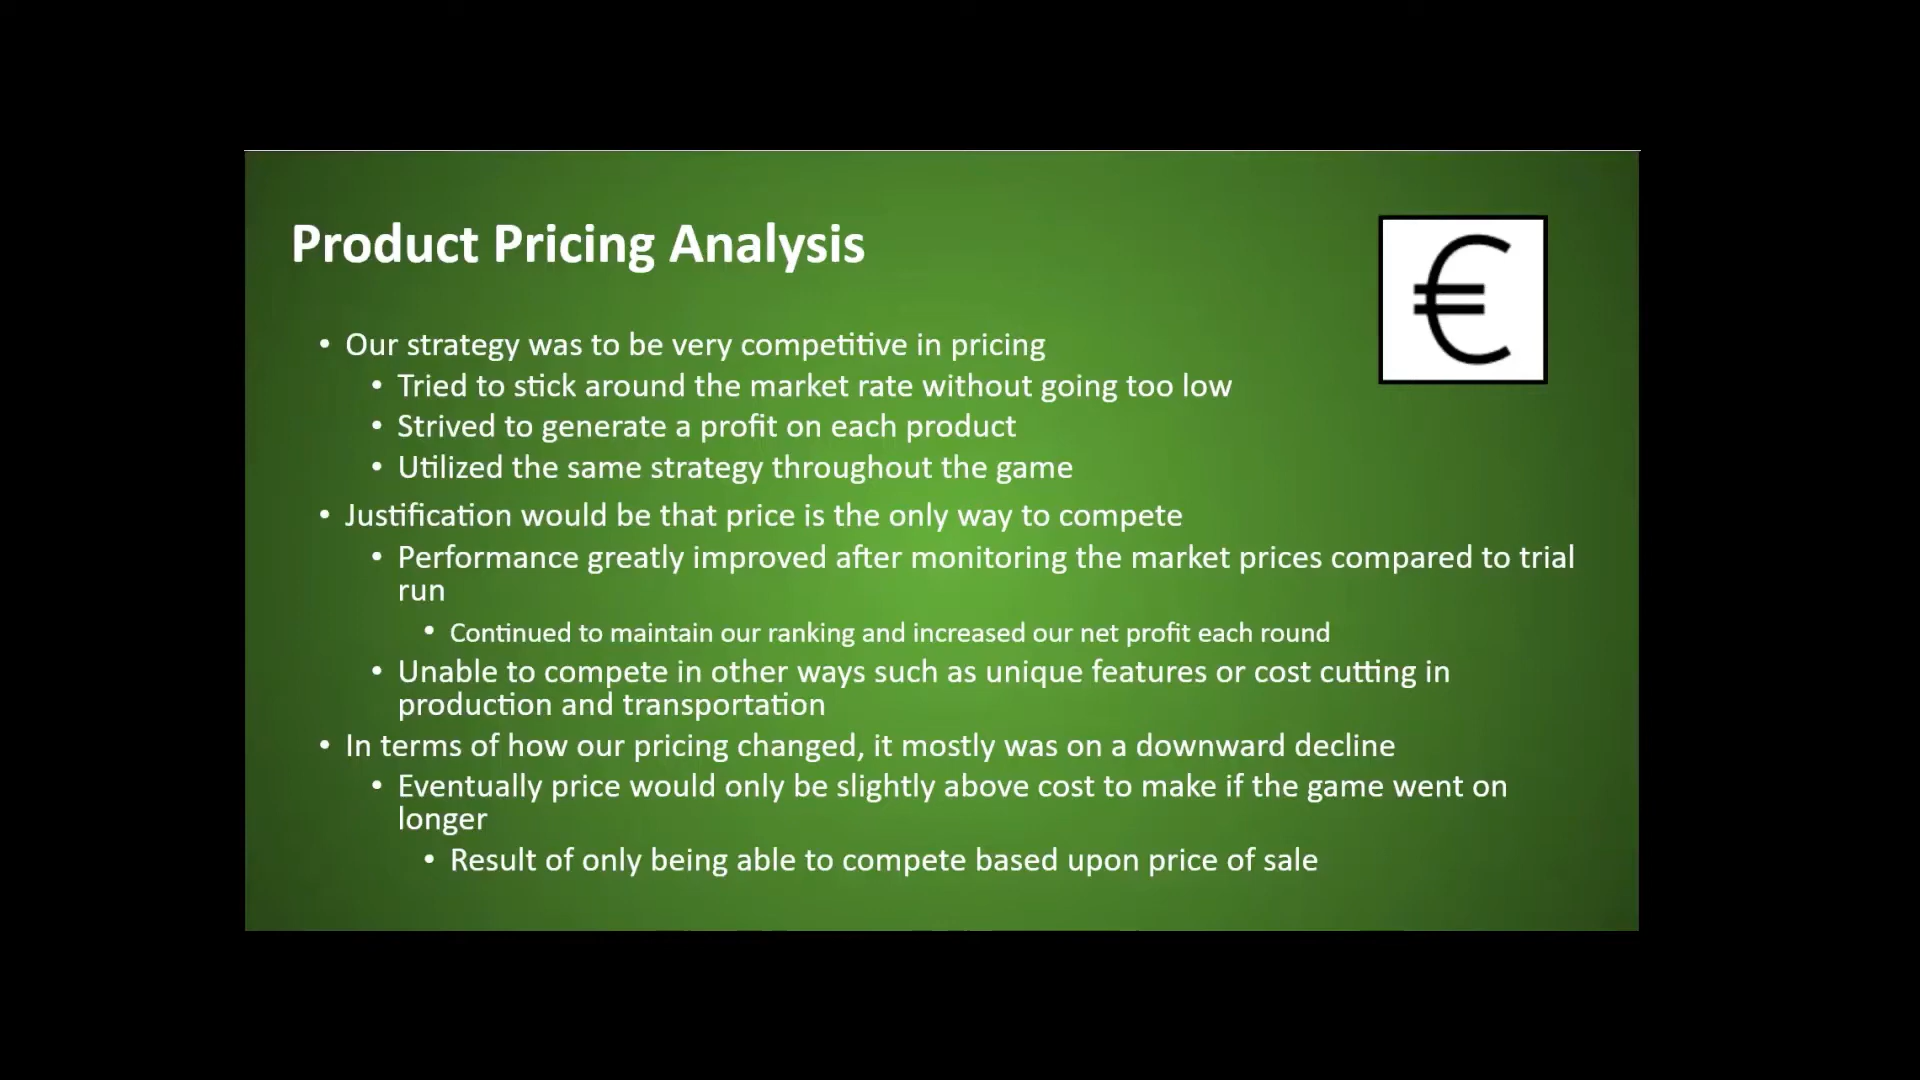 Product Pricing Analysis
€
• Our strategy was to be very competitive in pricing
• Tried to stick around the market rate without going too low
• Strived to generate a profit on each product
• Utilized the same strategy throughout the game
• Justification would be that price is the only way to compete
• Performance greatly improved after monitoring the market prices compared to trial
run
• Continued to maintain our ranking and increased our net profit each round
• Unable to compete in other ways such as unique features or cost cutting in
production and transportation
• In terms of how our pricing changed, it mostly was on a downward decline
• Eventually price would only be slightly above cost to make if the game went on
longer
• Result of only being able to compete based upon price of sale